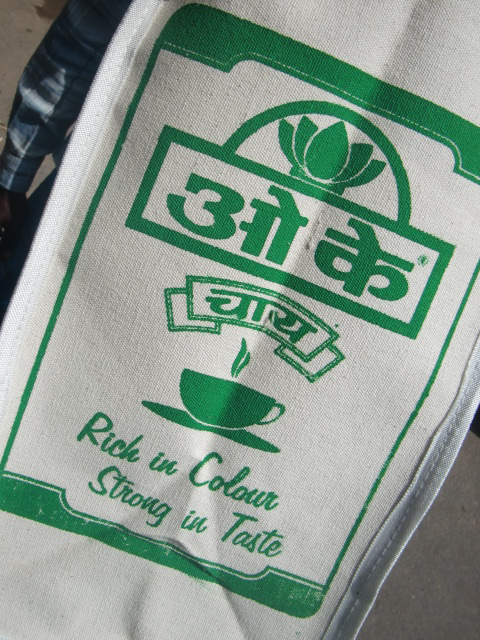 ओ के®
चाय
Rich in Colour
Strong in Taste